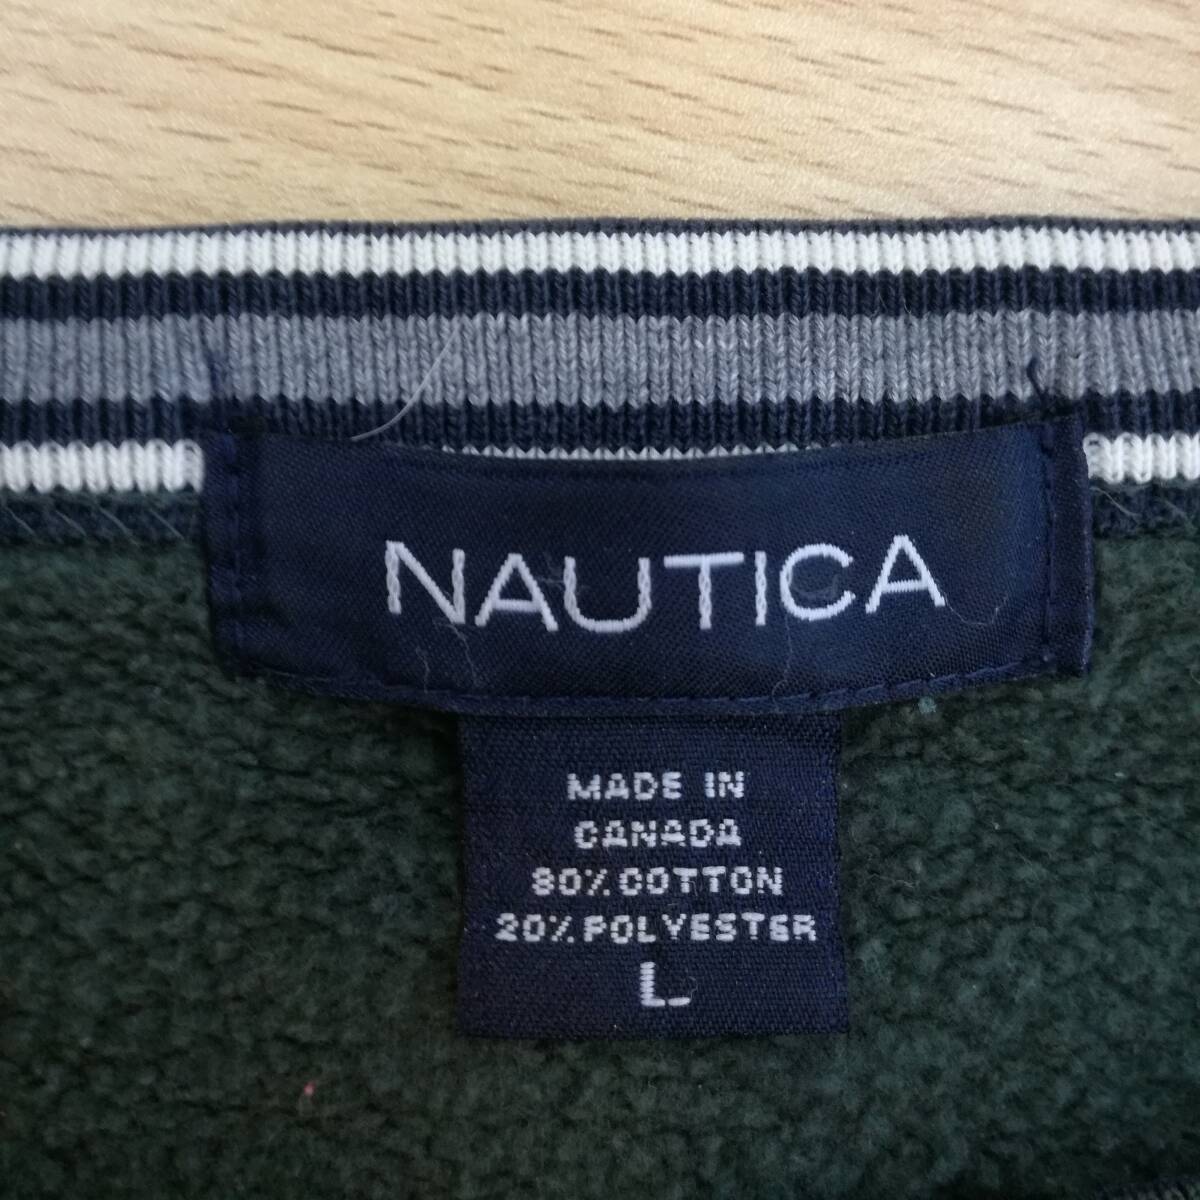 NAUTICA
MADE IN
CANADA
80% COTTON
20% POLYESTER
L